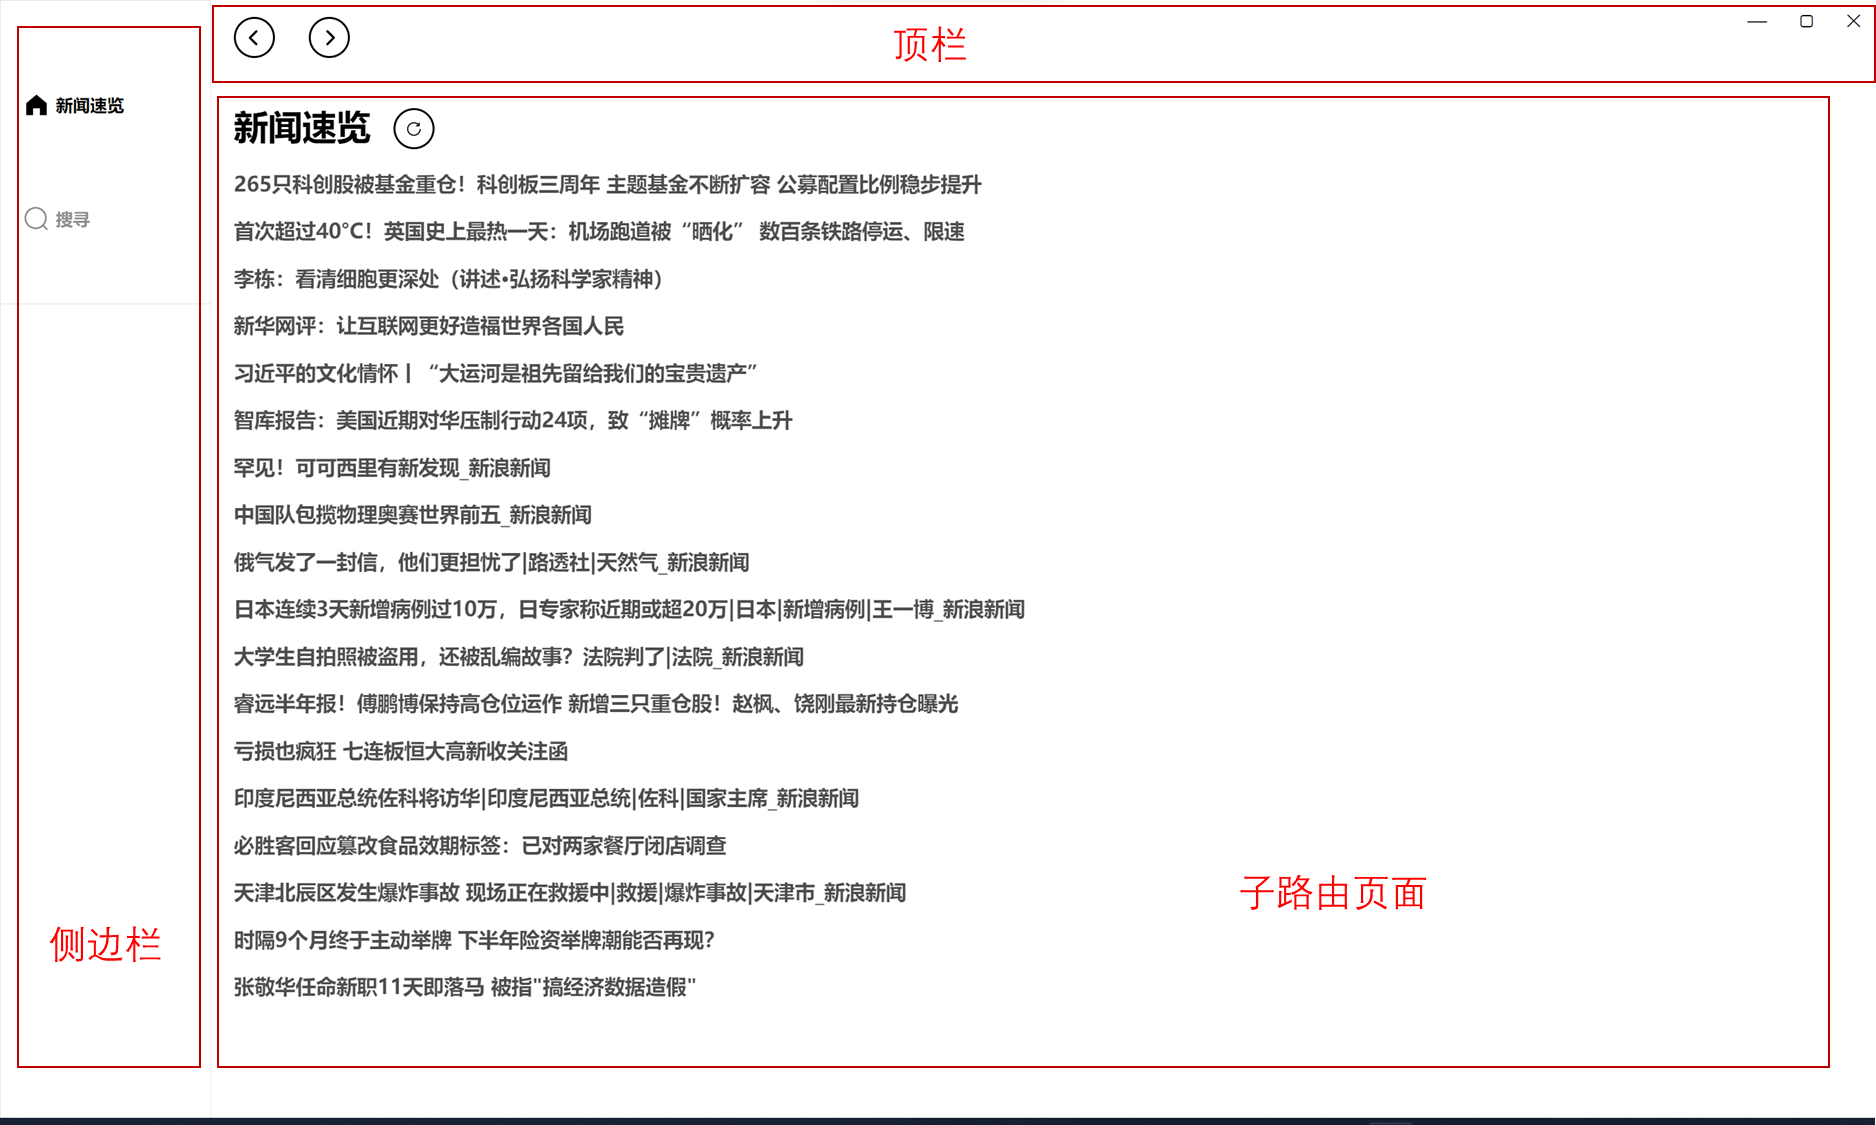 顶栏
新闻速览
搜寻
新闻速览
265只科创股被基金重仓！科创板三周年 主题基金不断扩容 公募配置比例稳步提升
首次超过40°C！英国史上最热一天：机场跑道被“晒化” 数百条铁路停运、限速
李栋：看清细胞更深处（讲述•弘扬科学家精神）
新华网评：让互联网更好造福世界各国人民
习近平的文化情怀丨“大运河是祖先留给我们的宝贵遗产”
智库报告：美国近期对华压制行动24项，致“摊牌”概率上升
罕见！可可西里有新发现_新浪新闻
中国队包揽物理奥赛世界前五_新浪新闻
俄气发了一封信，他们更担忧了|路透社|天然气_新浪新闻
日本连续3天新增病例过10万，日专家称近期或超20万|日本|新增病例|王一博_新浪新闻
大学生自拍照被盗用，还被乱编故事？法院判了|法院_新浪新闻
睿远半年报！傅鹏博保持高仓位运作 新增三只重仓股！赵枫、饶刚最新持仓曝光
亏损也疯狂 七连板恒大高新收关注函
印度尼西亚总统佐科将访华|印度尼西亚总统|佐科|国家主席_新浪新闻
必胜客回应篡改食品效期标签：已对两家餐厅闭店调查
天津北辰区发生爆炸事故 现场正在救援中|救援|爆炸事故|天津市_新浪新闻
时隔9个月终于主动举牌 下半年险资举牌潮能否再现？
张敬华任命新职11天即落马 被指"搞经济数据造假"
子路由页面
侧边栏